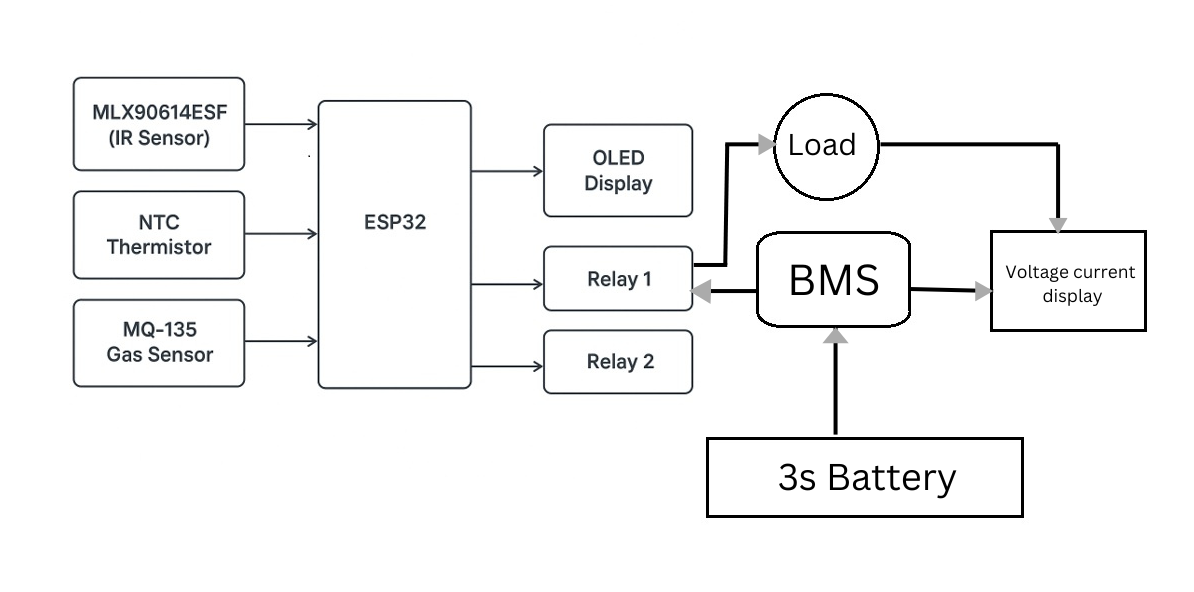 MLX90614ESF
(IR Sensor)
NTC
Thermistor
MQ-135
Gas Sensor
ESP32
OLED
Display
Relay 1
Relay 2
Load
BMS
Voltage current
display
3s Battery